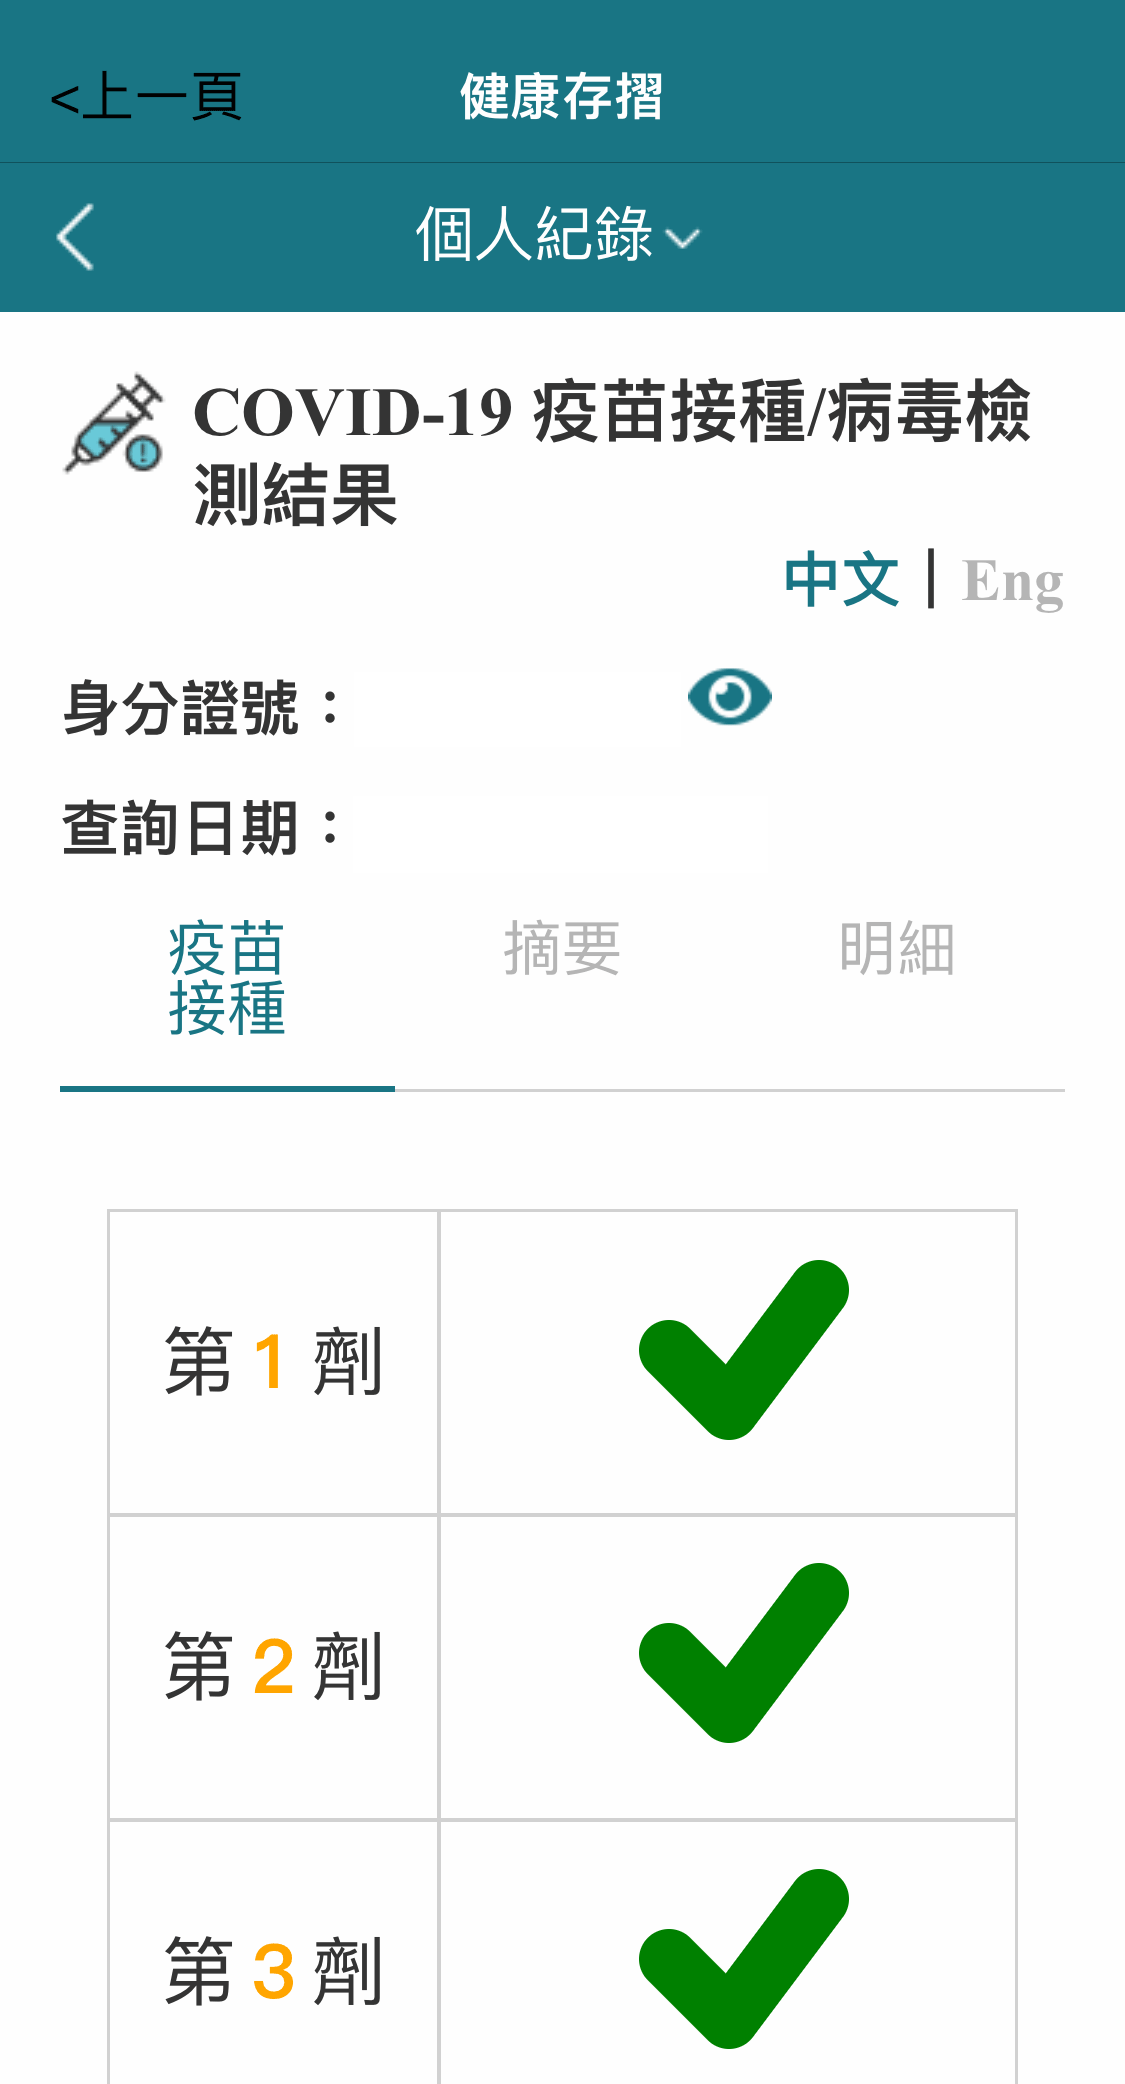 <上一頁 健康存摺
個人紀錄
COVID-19 疫苗接種/病毒檢
測結果
中文 | Eng
身分證號：
查詢日期：
疫苗 摘要 明細
接種
第 1 劑
第 2 劑
第 3 劑